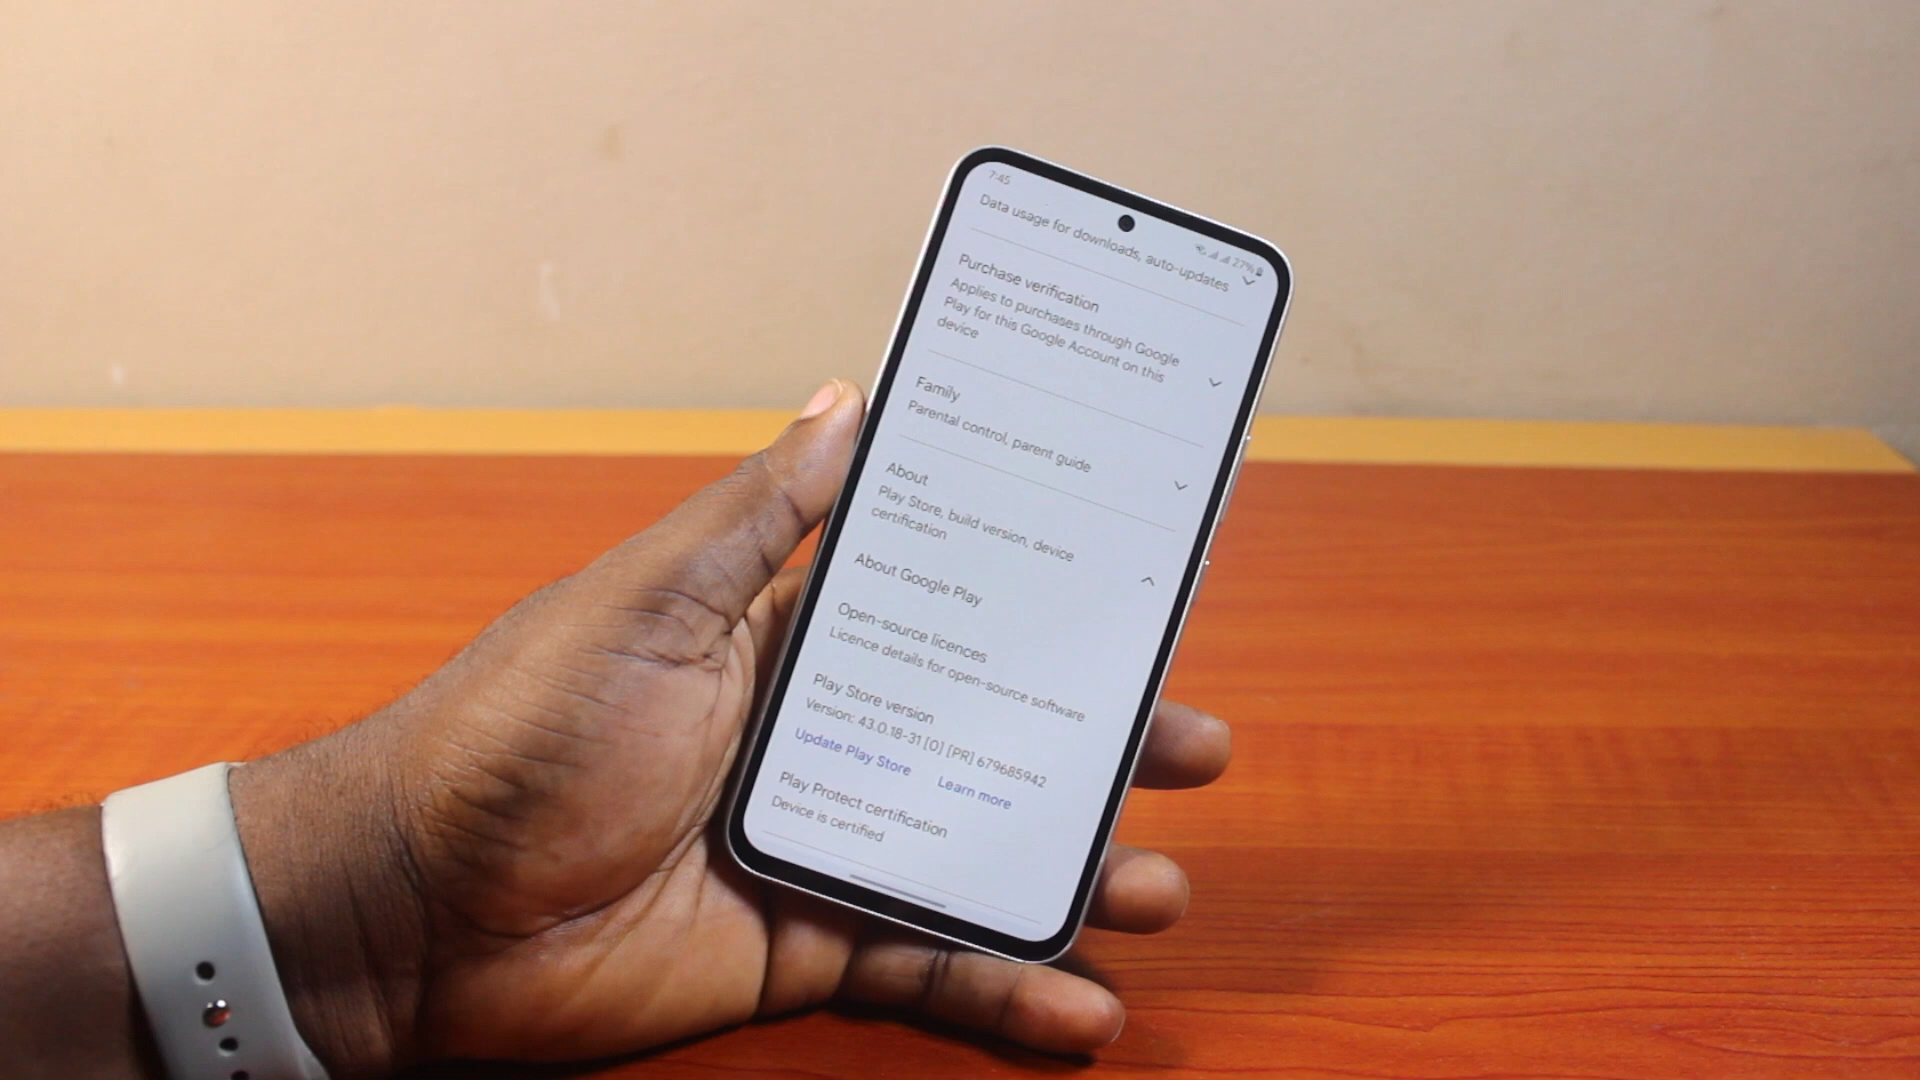 7:45
27%
Data usage for downloads, auto-updates
Purchase verification
Applies to purchases through Google
Play for this Google Account on this
device
Family
Parental control, parent guide
About
Play Store, build version, device
certification
About Google Play
Open-source licences
Licence details for open-source software
Play Store version
Version: 43.0.18-31 [0] [PR] 679685942
Update Play Store Learn more
Play Protect certification
Device is certified